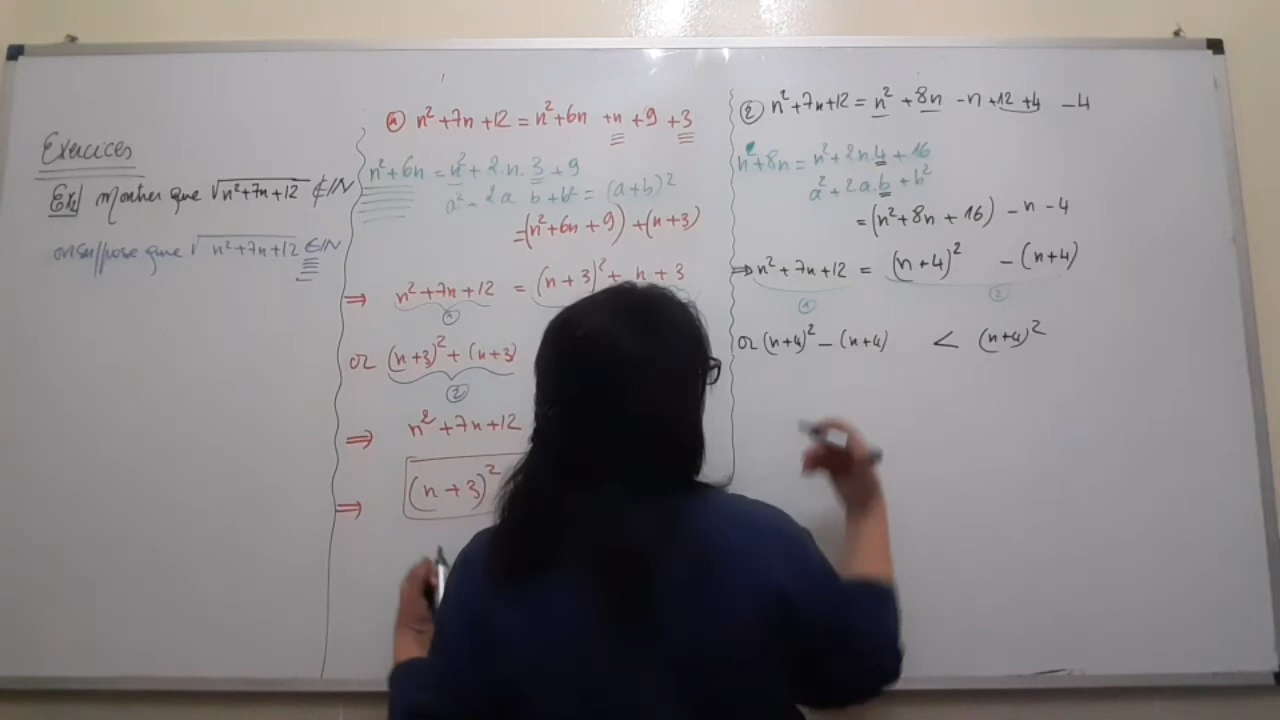 Exercices
Ex1 Montrer que √n²+7n+12 ∉ IN
on suppose que √n²+7n+12 ∈ IN
① n²+7n+12 = n²+6n +n +9 +3
n²+6n = n² + 2.n.3 + 9
a² + 2a b + b² = (a+b)²
=(n²+6n+9) + (n+3)
⇒ n²+7n+12 = (n+3)² + n + 3
①
or (n+3)² + (n+3)
②
⇒ n²+7n+12
⇒ (n+3)²
② n²+7n+12 = n² + 8n - n + 12 + 4 - 4
n²+8n = n² + 2n.4 + 16
a² + 2a.b + b²
= (n²+8n+16) - n - 4
⇒ n²+7n+12 = (n+4)² - (n+4)
① ②
or (n+4)² - (n+4) < (n+4)²